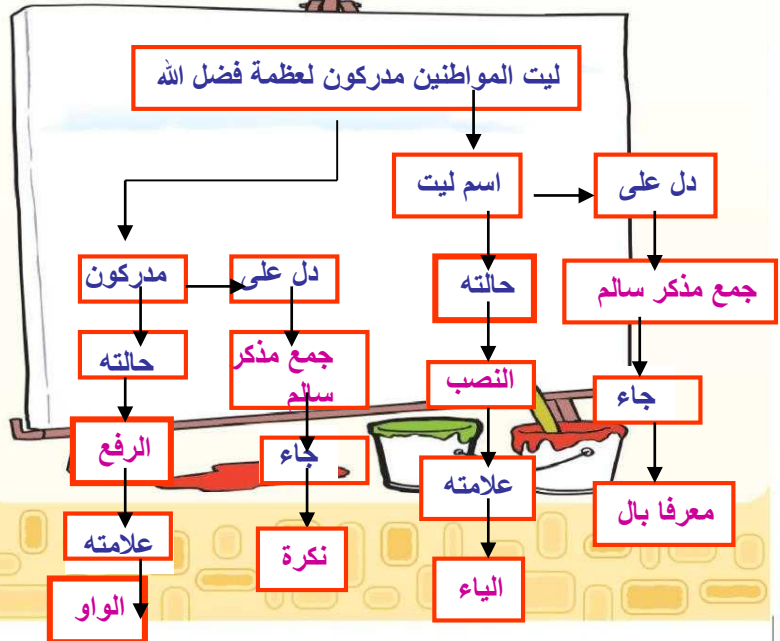 ليت المواطنين مدركون لعظمة فضل الله
دل على
اسم ليت
جمع مذكر سالم
حالته
دل على
مدركون
جمع مذكر
سالم
حالته
النصب
جاء
الرفع
جاء
علامته
معرفا بال
علامته
نكرة
الياء
الواو